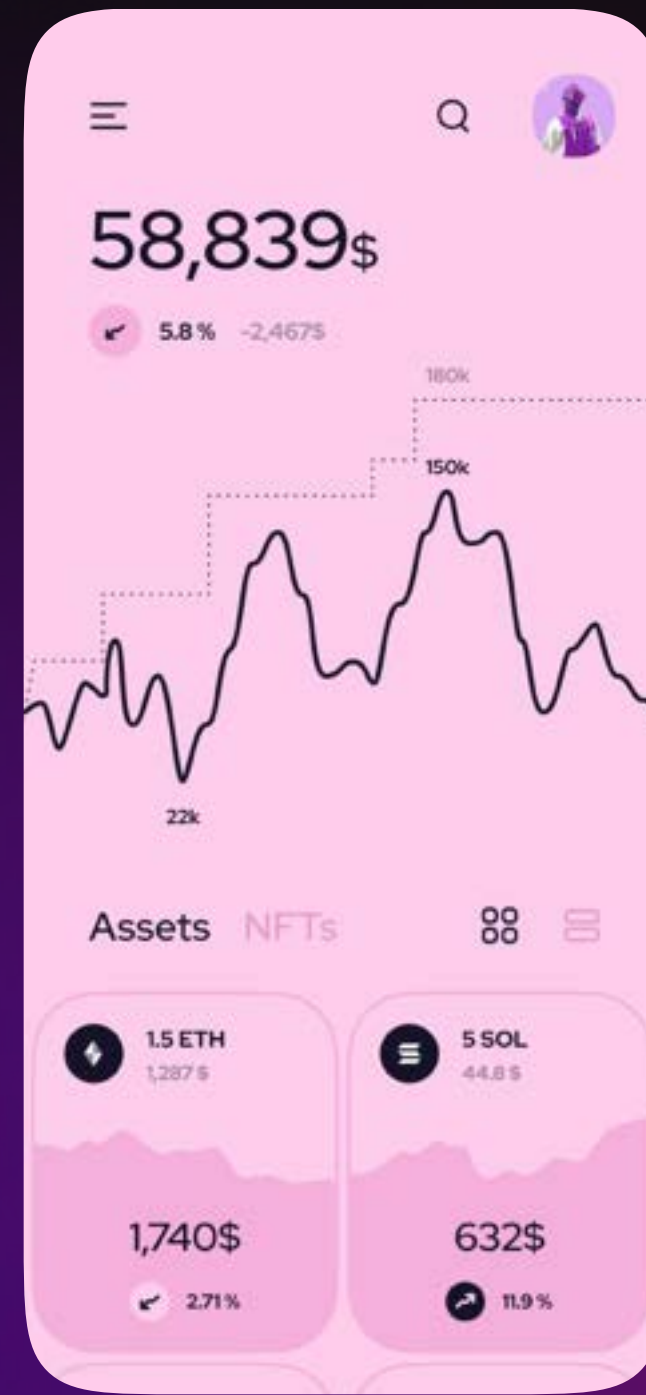 58,839$
5.8 % -2,467$
180k
150k
22k
Assets NFTs
1.5 ETH
1,287 $
5 SOL
44.8 $
1,740$
2.71 %
632$
11.9 %